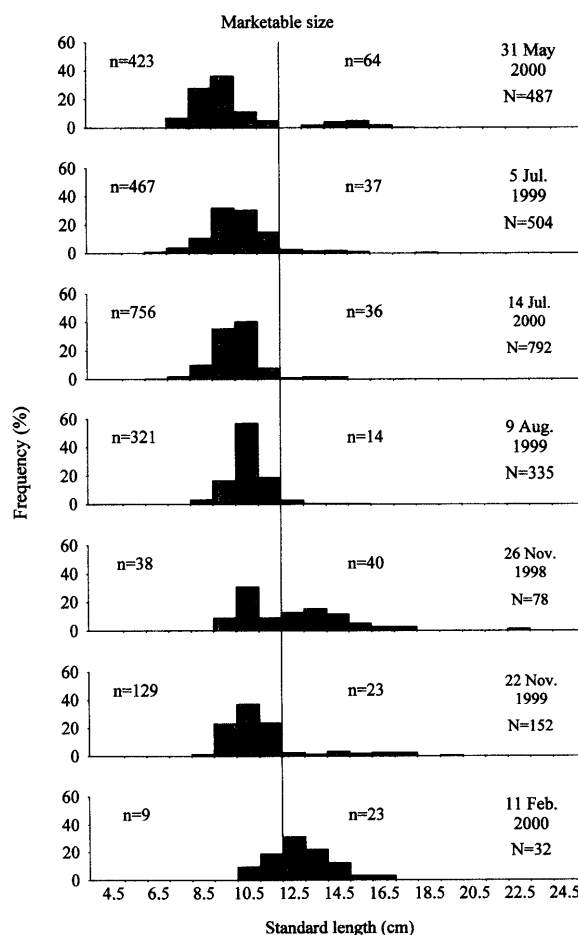 Marketable size
60
40
20
0
n=423
n=64
31 May
2000
N=487
60
40
20
0
n=467
n=37
5 Jul.
1999
N=504
60
40
20
0
n=756
n=36
14 Jul.
2000
N=792
60
40
20
0
n=321
n=14
9 Aug.
1999
N=335
60
40
20
0
n=38
n=40
26 Nov.
1998
N=78
60
40
20
0
n=129
n=23
22 Nov.
1999
N=152
60
40
20
0
n=9
n=23
11 Feb.
2000
N=32
Frequency (%)
4.5 6.5 8.5 10.5 12.5 14.5 16.5 18.5 20.5 22.5 24.5
Standard length (cm)